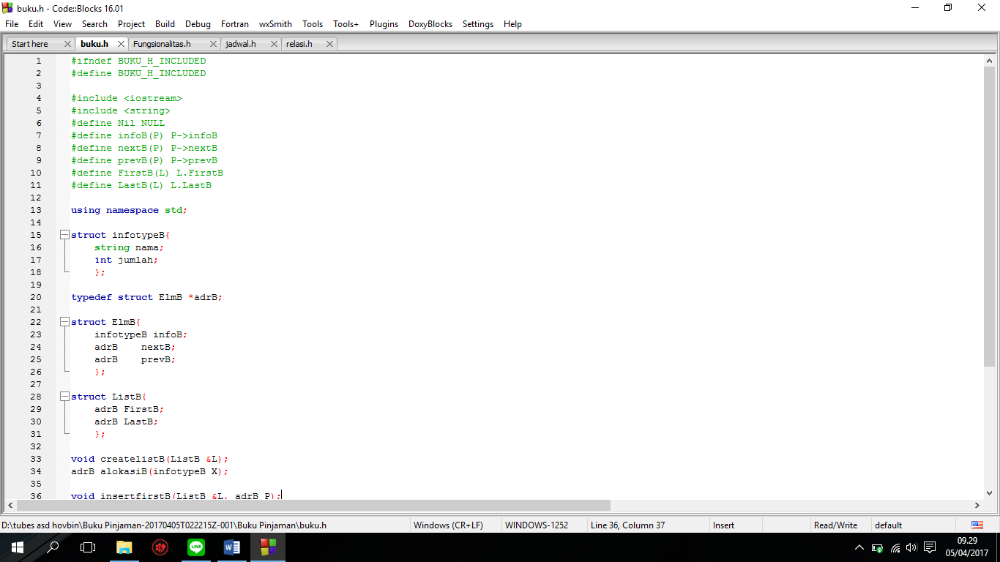 buku.h - Code::Blocks 16.01
File Edit View Search Project Build Debug Fortran wxSmith Tools Tools+ Plugins DoxyBlocks Settings Help
Start here buku.h Fungsionalitas.h jadwal.h relasi.h
1 #ifndef BUKU_H_INCLUDED
2 #define BUKU_H_INCLUDED
3
4 #include <iostream>
5 #include <string>
6 #define Nil NULL
7 #define infoB(P) P->infoB
8 #define nextB(P) P->nextB
9 #define prevB(P) P->prevB
10 #define FirstB(L) L.FirstB
11 #define LastB(L) L.LastB
12
13 using namespace std;
14
15 struct infotypeB{
16     string nama;
17     int jumlah;
18     };
19
20 typedef struct ElmB *adrB;
21
22 struct ElmB{
23     infotypeB infoB;
24     adrB    nextB;
25     adrB    prevB;
26     };
27
28 struct ListB{
29     adrB FirstB;
30     adrB LastB;
31     };
32
33 void createlistB(ListB &L);
34 adrB alokasiB(infotypeB X);
35
36 void insertfirstB(ListB &L, adrB P);
D:\tubes asd hovbin\Buku Pinjaman-20170405T022215Z-001\Buku Pinjaman\buku.h Windows (CR+LF) WINDOWS-1252 Line 36, Column 37 Insert Read/Write default
LINE
09.29
05/04/2017